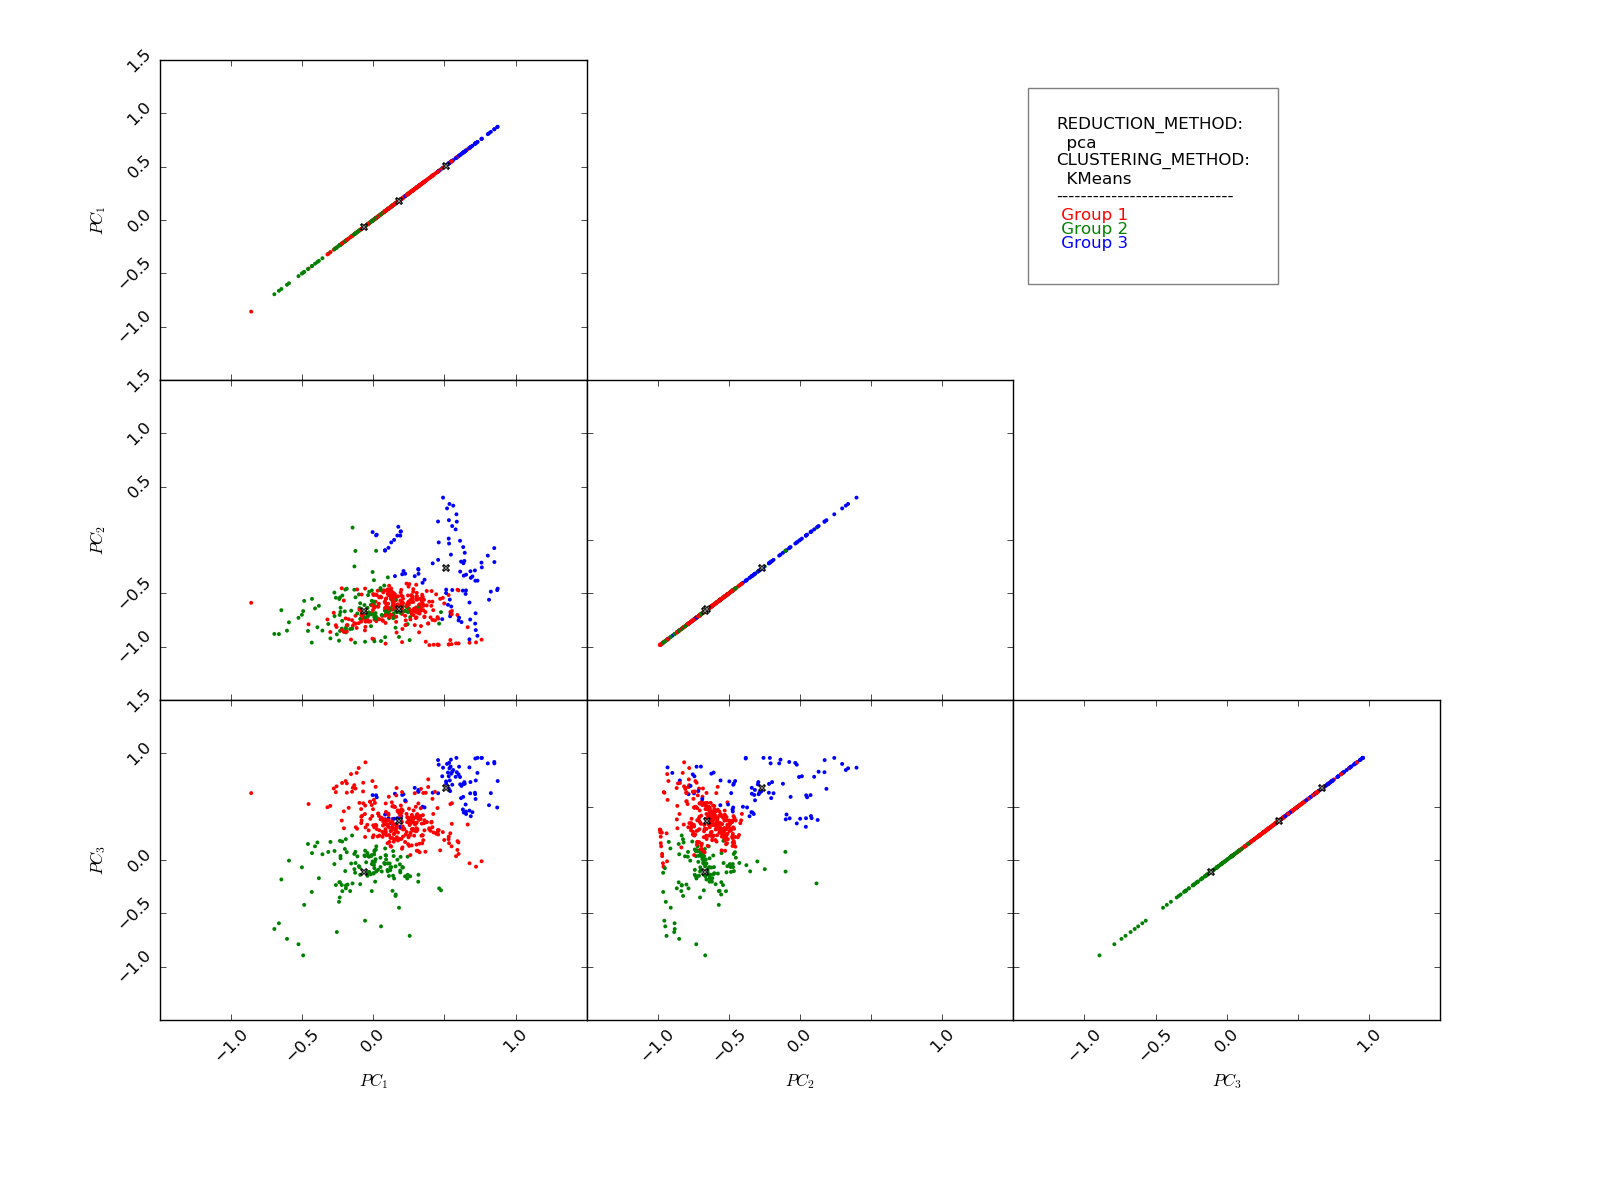 1.5
1.0
0.5
0.0
−0.5
−1.0
PC1
REDUCTION_METHOD:
pca
CLUSTERING_METHOD:
KMeans
------------------------------
Group 1
Group 2
Group 3
1.5
1.0
0.5
−0.5
−1.0
PC2
1.5
1.0
0.0
−0.5
−1.0
PC3
−1.0 −0.5 0.0 1.0
−1.0 −0.5 0.0 1.0
−1.0 −0.5 0.0 1.0
PC1 PC2 PC3